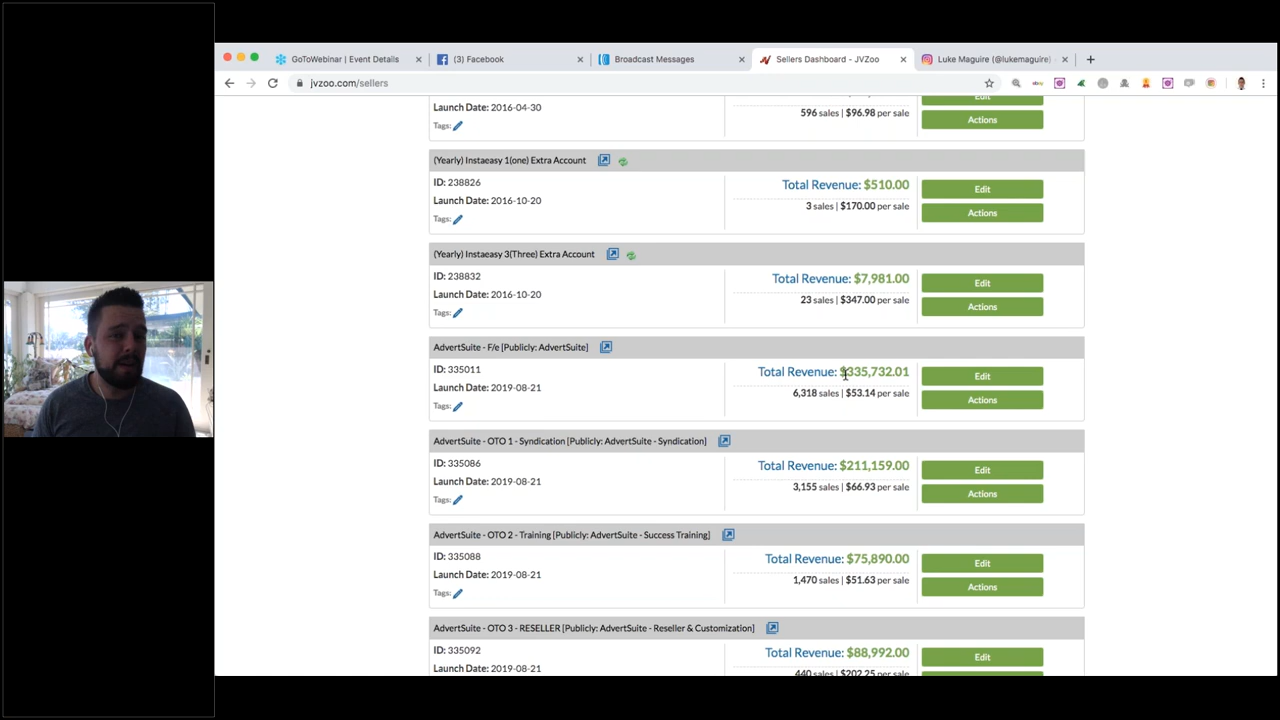 GoToWebinar | Event Details
(3) Facebook
Broadcast Messages
Sellers Dashboard - JVZoo
Luke Maguire (@lukemaguire)
jvzoo.com/sellers
Edit
Launch Date: 2016-04-30
596 sales | $96.98 per sale
Actions
Tags:
(Yearly) Instaeasy 1(one) Extra Account
ID: 238826
Total Revenue: $510.00
Edit
Launch Date: 2016-10-20
3 sales | $170.00 per sale
Actions
Tags:
(Yearly) Instaeasy 3(Three) Extra Account
ID: 238832
Total Revenue: $7,981.00
Edit
Launch Date: 2016-10-20
23 sales | $347.00 per sale
Actions
Tags:
AdvertSuite - F/e [Publicly: AdvertSuite]
ID: 335011
Total Revenue: $335,732.01
Edit
Launch Date: 2019-08-21
6,318 sales | $53.14 per sale
Actions
Tags:
AdvertSuite - OTO 1 - Syndication [Publicly: AdvertSuite - Syndication]
ID: 335086
Total Revenue: $211,159.00
Edit
Launch Date: 2019-08-21
3,155 sales | $66.93 per sale
Actions
Tags:
AdvertSuite - OTO 2 - Training [Publicly: AdvertSuite - Success Training]
ID: 335088
Total Revenue: $75,890.00
Edit
Launch Date: 2019-08-21
1,470 sales | $51.63 per sale
Actions
Tags:
AdvertSuite - OTO 3 - RESELLER [Publicly: AdvertSuite - Reseller & Customization]
ID: 335092
Total Revenue: $88,992.00
Edit
Launch Date: 2019-08-21
440 sales | $202.25 per sale